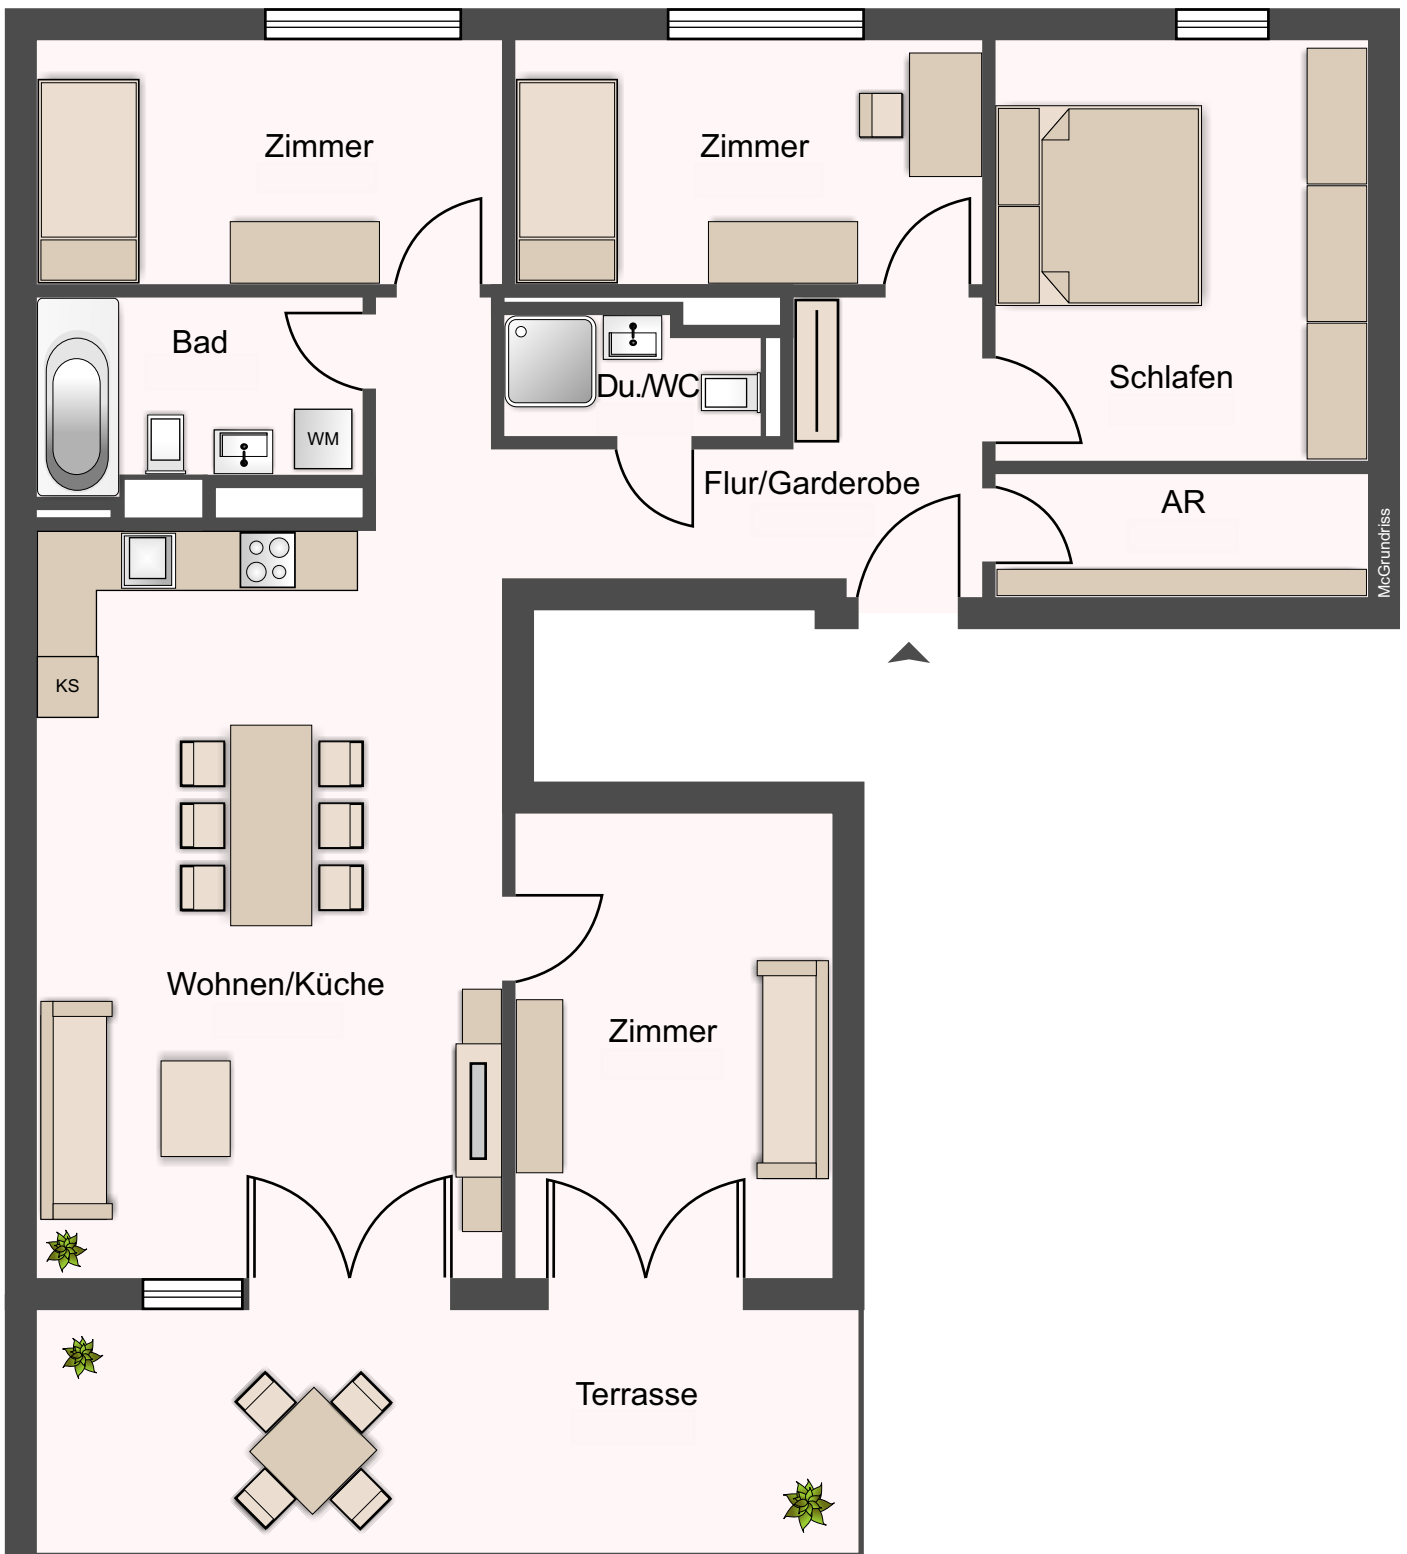 Zimmer
Zimmer
Bad
Du./WC
Schlafen
WM
Flur/Garderobe
AR
McGrundriss
KS
Wohnen/Küche
Zimmer
Terrasse